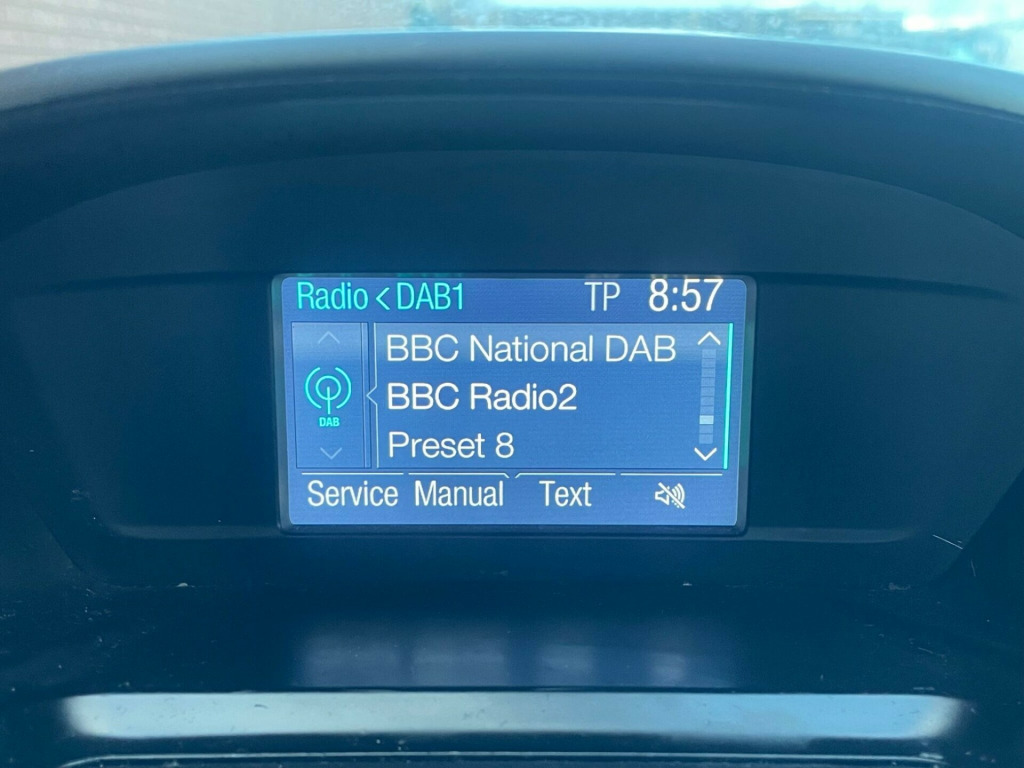 Radio < DAB1 TP 8:57
BBC National DAB
BBC Radio2
DAB
Preset 8
Service Manual Text